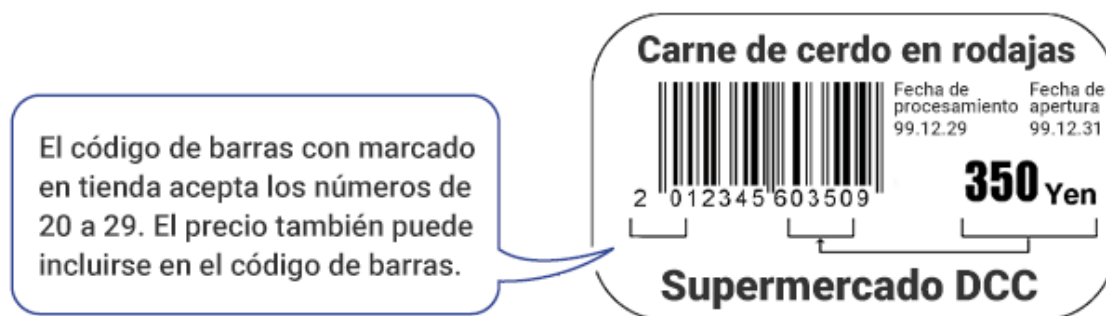 El código de barras con marcado
en tienda acepta los números de
20 a 29. El precio también puede
incluirse en el código de barras.
Carne de cerdo en rodajas
Fecha de procesamiento
99.12.29
Fecha de apertura
99.12.31
350 Yen
2 012345 603509
Supermercado DCC